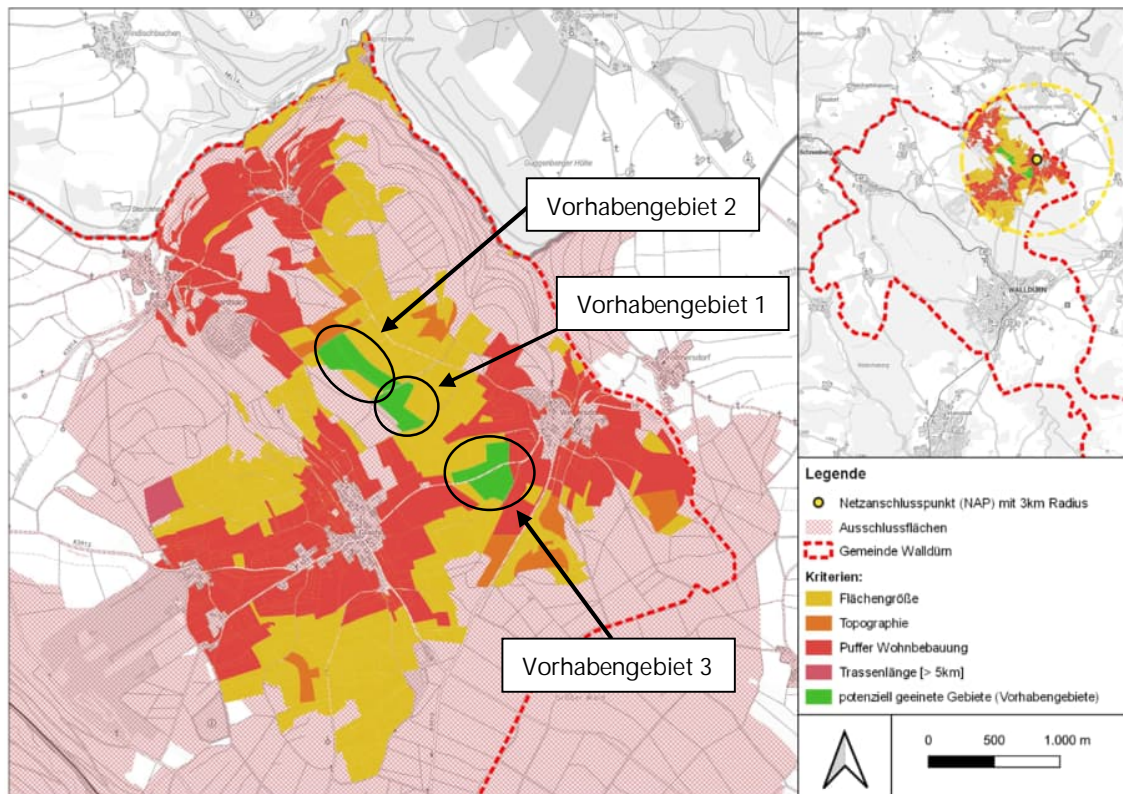 Windischbuchen
Vorhabengebiet 2
Vorhabengebiet 1
Vorhabengebiet 3
WALLDÜRN
Legende
Netzanschlusspunkt (NAP) mit 3km Radius
Ausschlussflächen
Gemeinde Walldürn
Kriterien:
Flächengröße
Topographie
Puffer Wohnbebauung
Trassenlänge [> 5km]
potenziell geeinete Gebiete (Vorhabengebiete)
0 500 1.000 m